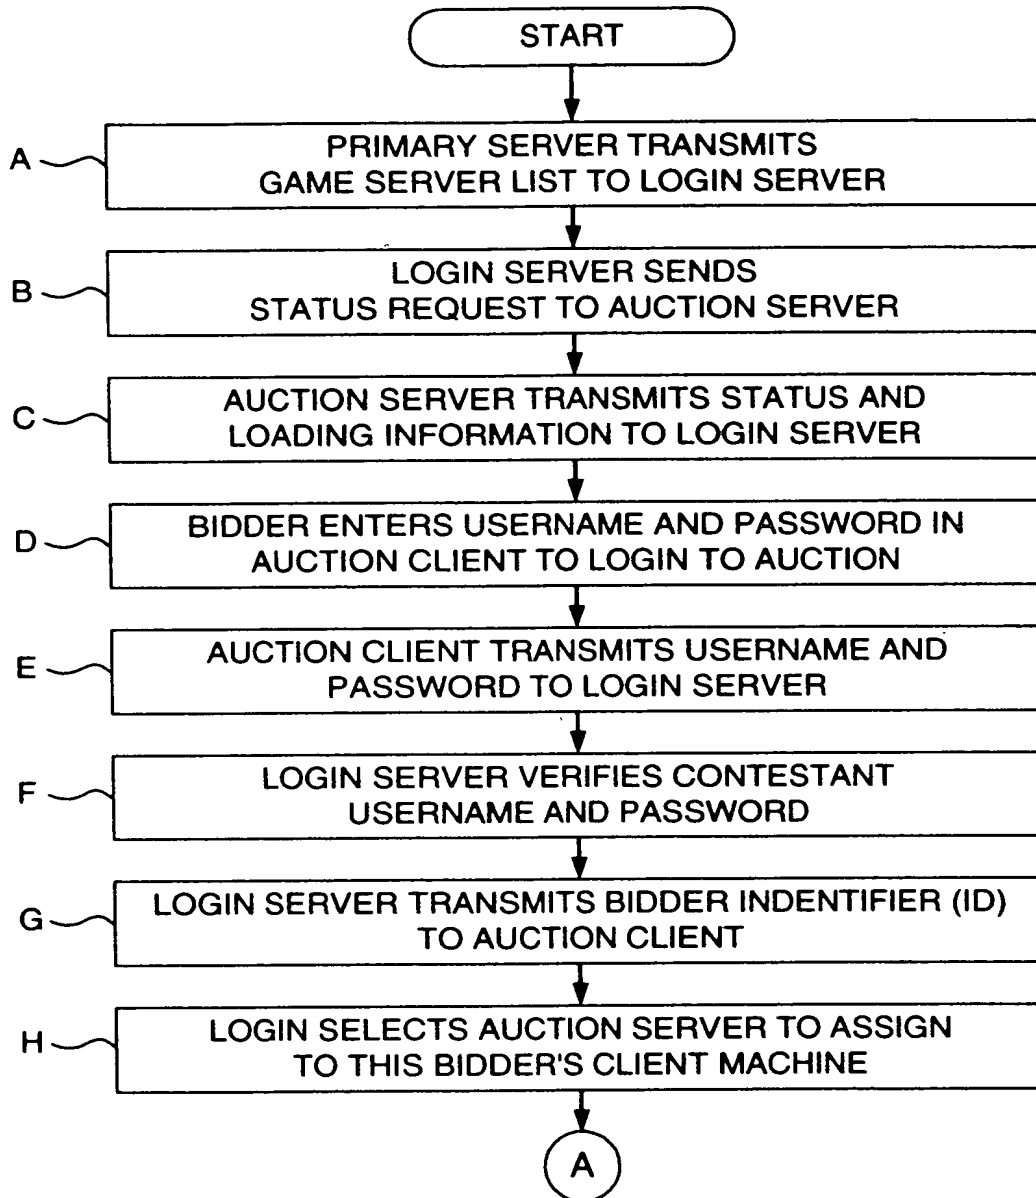 START
A
PRIMARY SERVER TRANSMITS
GAME SERVER LIST TO LOGIN SERVER
B
LOGIN SERVER SENDS
STATUS REQUEST TO AUCTION SERVER
C
AUCTION SERVER TRANSMITS STATUS AND
LOADING INFORMATION TO LOGIN SERVER
D
BIDDER ENTERS USERNAME AND PASSWORD IN
AUCTION CLIENT TO LOGIN TO AUCTION
E
AUCTION CLIENT TRANSMITS USERNAME AND
PASSWORD TO LOGIN SERVER
F
LOGIN SERVER VERIFIES CONTESTANT
USERNAME AND PASSWORD
G
LOGIN SERVER TRANSMITS BIDDER INDENTIFIER (ID)
TO AUCTION CLIENT
H
LOGIN SELECTS AUCTION SERVER TO ASSIGN
TO THIS BIDDER'S CLIENT MACHINE
A